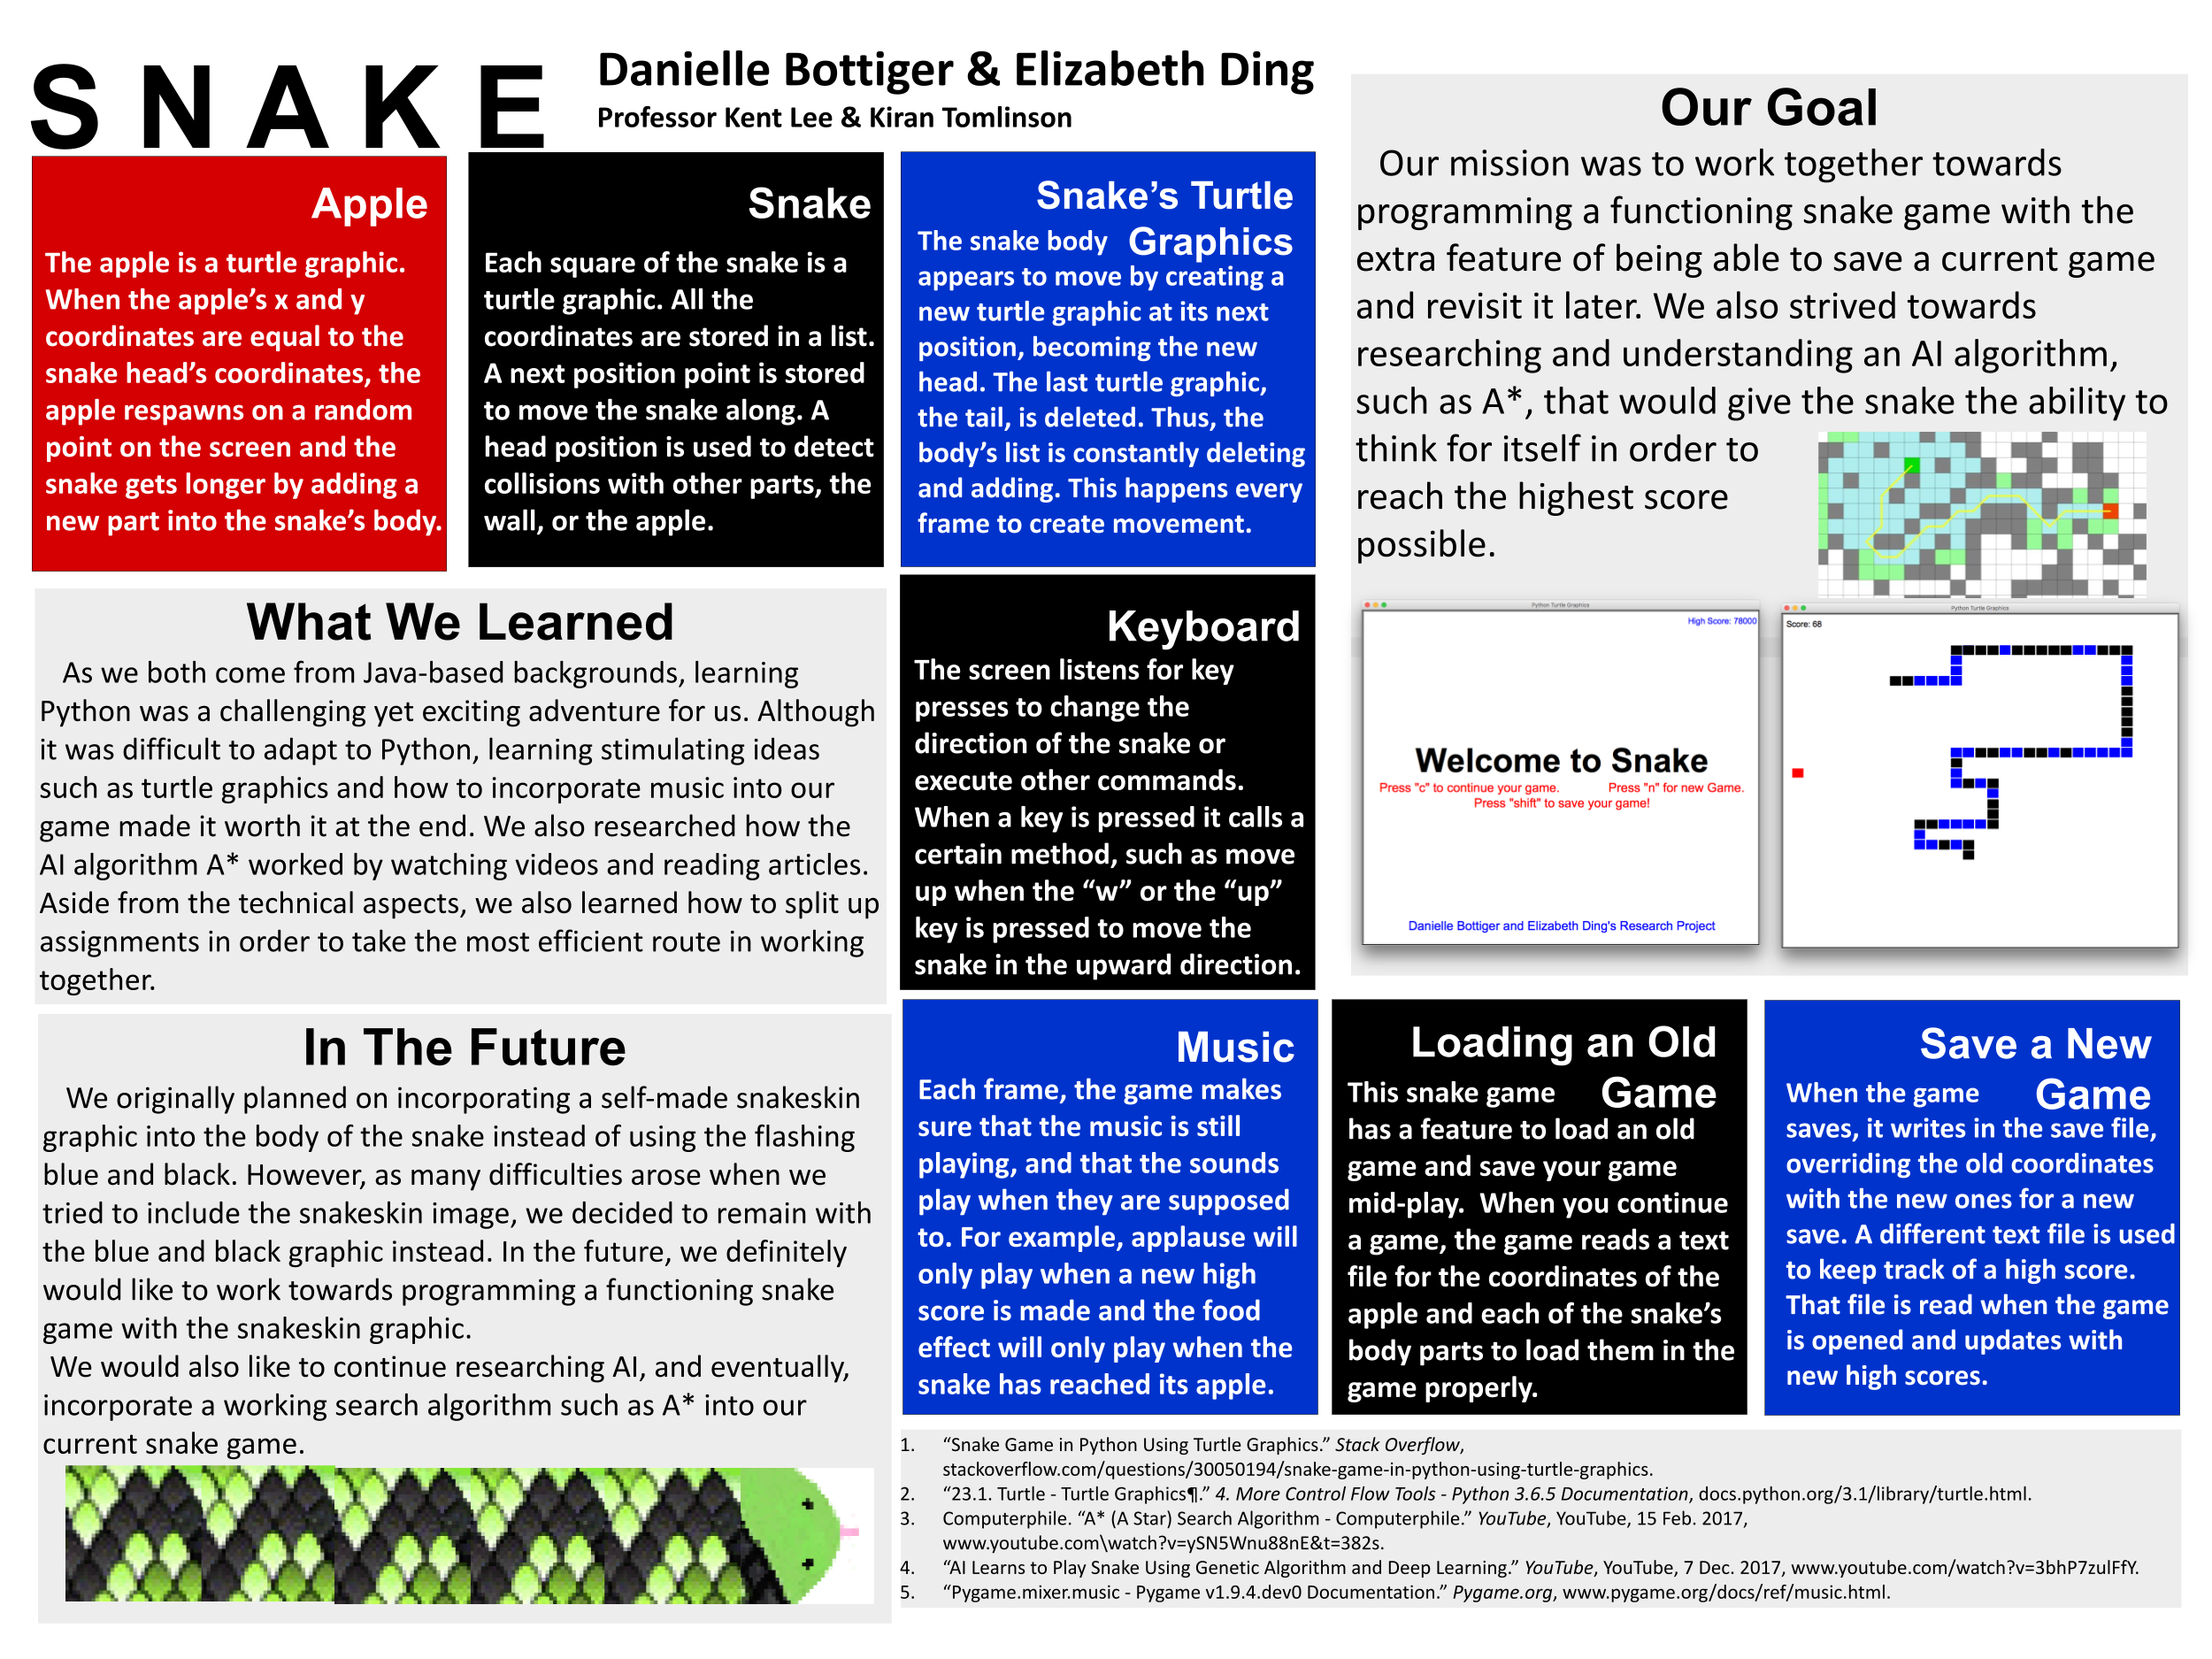 S N A K E
Danielle Bottiger & Elizabeth Ding
Professor Kent Lee & Kiran Tomlinson
Apple
The apple is a turtle graphic.
When the apple’s x and y
coordinates are equal to the
snake head’s coordinates, the
apple respawns on a random
point on the screen and the
snake gets longer by adding a
new part into the snake’s body.
Snake
Each square of the snake is a
turtle graphic. All the
coordinates are stored in a list.
A next position point is stored
to move the snake along. A
head position is used to detect
collisions with other parts, the
wall, or the apple.
Snake’s Turtle
Graphics
The snake body
appears to move by creating a
new turtle graphic at its next
position, becoming the new
head. The last turtle graphic,
the tail, is deleted. Thus, the
body’s list is constantly deleting
and adding. This happens every
frame to create movement.
Our Goal
Our mission was to work together towards
programming a functioning snake game with the
extra feature of being able to save a current game
and revisit it later. We also strived towards
researching and understanding an AI algorithm,
such as A*, that would give the snake the ability to
think for itself in order to
reach the highest score
possible.
Python Turtle Graphics
High Score: 78000
Welcome to Snake
Press "c" to continue your game.
Press "n" for new Game.
Press "shift" to save your game!
Danielle Bottiger and Elizabeth Ding's Research Project
Python Turtle Graphics
Score: 68
What We Learned
As we both come from Java-based backgrounds, learning
Python was a challenging yet exciting adventure for us. Although
it was difficult to adapt to Python, learning stimulating ideas
such as turtle graphics and how to incorporate music into our
game made it worth it at the end. We also researched how the
AI algorithm A* worked by watching videos and reading articles.
Aside from the technical aspects, we also learned how to split up
assignments in order to take the most efficient route in working
together.
Keyboard
The screen listens for key
presses to change the
direction of the snake or
execute other commands.
When a key is pressed it calls a
certain method, such as move
up when the “w” or the “up”
key is pressed to move the
snake in the upward direction.
In The Future
We originally planned on incorporating a self-made snakeskin
graphic into the body of the snake instead of using the flashing
blue and black. However, as many difficulties arose when we
tried to include the snakeskin image, we decided to remain with
the blue and black graphic instead. In the future, we definitely
would like to work towards programming a functioning snake
game with the snakeskin graphic.
We would also like to continue researching AI, and eventually,
incorporate a working search algorithm such as A* into our
current snake game.
Music
Each frame, the game makes
sure that the music is still
playing, and that the sounds
play when they are supposed
to. For example, applause will
only play when a new high
score is made and the food
effect will only play when the
snake has reached its apple.
Loading an Old
Game
This snake game
has a feature to load an old
game and save your game
mid-play. When you continue
a game, the game reads a text
file for the coordinates of the
apple and each of the snake’s
body parts to load them in the
game properly.
Save a New
Game
When the game
saves, it writes in the save file,
overriding the old coordinates
with the new ones for a new
save. A different text file is used
to keep track of a high score.
That file is read when the game
is opened and updates with
new high scores.
1. “Snake Game in Python Using Turtle Graphics.” Stack Overflow,
stackoverflow.com/questions/30050194/snake-game-in-python-using-turtle-graphics.
2. “23.1. Turtle - Turtle Graphics¶.” 4. More Control Flow Tools - Python 3.6.5 Documentation, docs.python.org/3.1/library/turtle.html.
3. Computerphile. “A* (A Star) Search Algorithm - Computerphile.” YouTube, YouTube, 15 Feb. 2017,
www.youtube.com\watch?v=ySN5Wnu88nE&t=382s.
4. “AI Learns to Play Snake Using Genetic Algorithm and Deep Learning.” YouTube, YouTube, 7 Dec. 2017, www.youtube.com/watch?v=3bhP7zulFfY.
5. “Pygame.mixer.music - Pygame v1.9.4.dev0 Documentation.” Pygame.org, www.pygame.org/docs/ref/music.html.